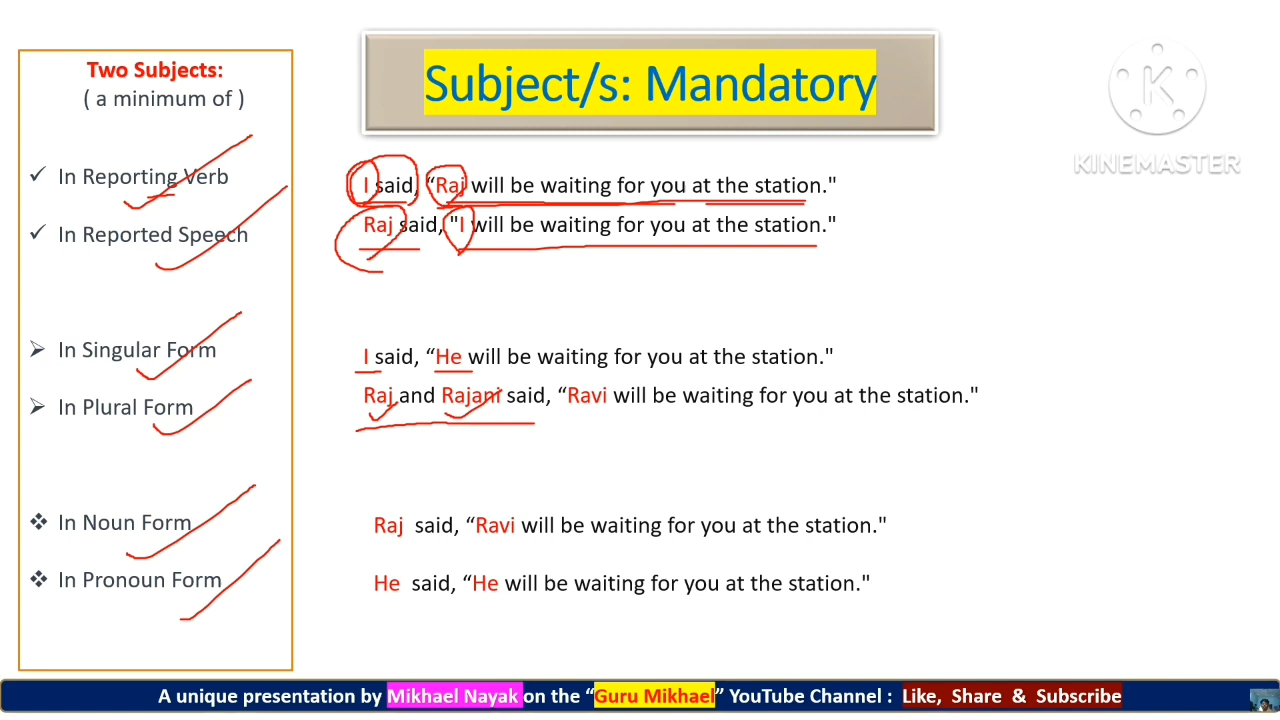 Subject/s: Mandatory
K
KINEMASTER
Two Subjects:
( a minimum of )
✓ In Reporting Verb
✓ In Reported Speech
➢ In Singular Form
➢ In Plural Form
❖ In Noun Form
❖ In Pronoun Form
I said, “Raj will be waiting for you at the station."
Raj said, "I will be waiting for you at the station."
I said, “He will be waiting for you at the station."
Raj and Rajani said, “Ravi will be waiting for you at the station."
Raj said, “Ravi will be waiting for you at the station."
He said, “He will be waiting for you at the station."
A unique presentation by Mikhael Nayak on the “Guru Mikhael” YouTube Channel : Like, Share & Subscribe